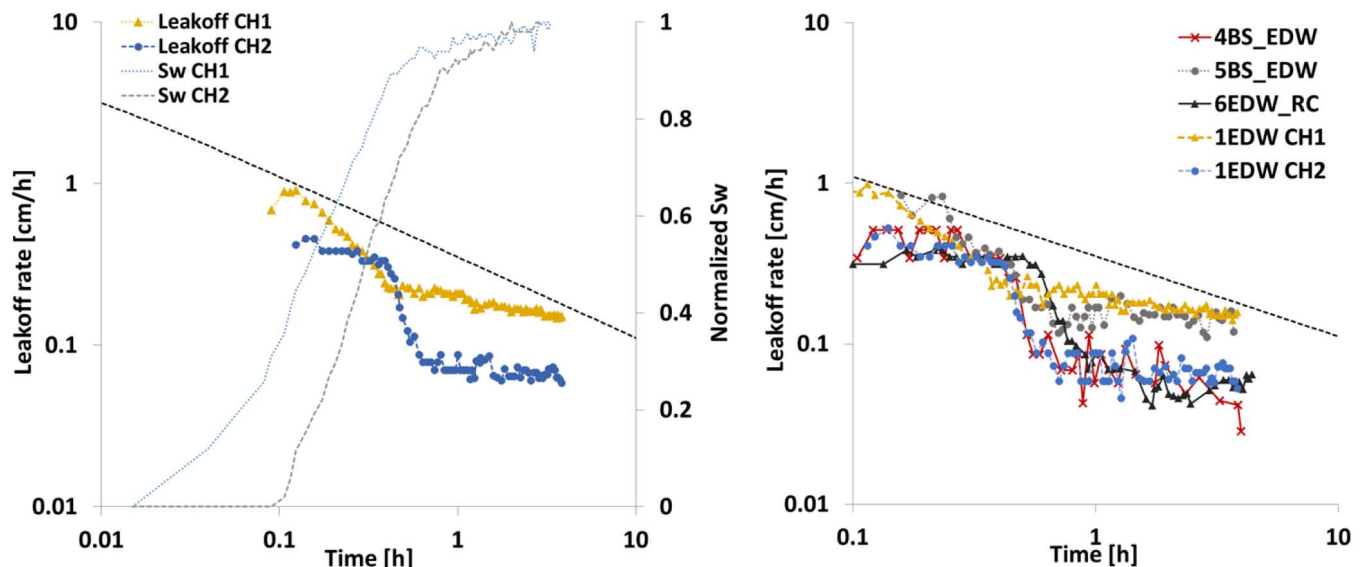 Leakoff CH1
Leakoff CH2
Sw CH1
Sw CH2
10
1
0.1
0.01
Leakoff rate [cm/h]
1
0.8
0.6
0.4
0.2
0
Normalized Sw
0.01
0.1
1
10
Time [h]
4BS_EDW
5BS_EDW
6EDW_RC
1EDW CH1
1EDW CH2
10
1
0.1
0.01
Leakoff rate [cm/h]
0.1
1
10
Time [h]